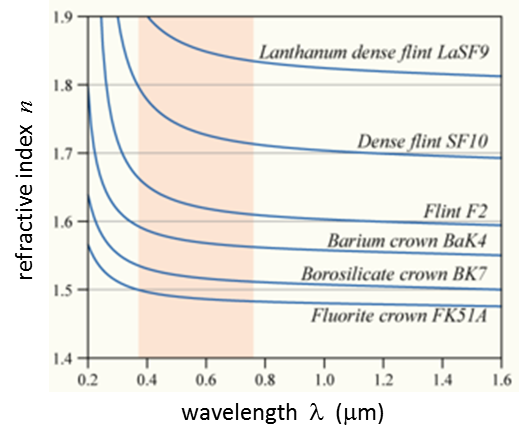 1.9
Lanthanum dense flint LaSF9
1.8
Dense flint SF10
1.7
refractive index n
Flint F2
1.6
Barium crown BaK4
Borosilicate crown BK7
1.5
Fluorite crown FK51A
1.4
0.2 0.4 0.6 0.8 1.0 1.2 1.4 1.6
wavelength λ (μm)